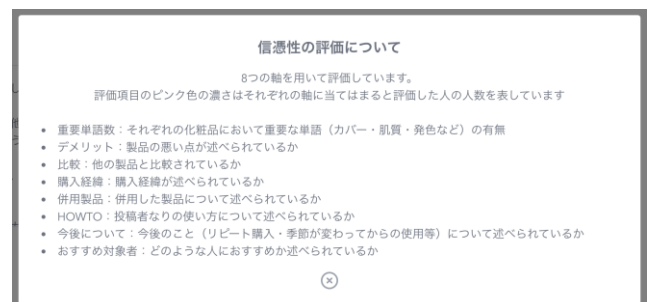 信憑性の評価について
8つの軸を用いて評価しています。
評価項目のピンク色の濃さはそれぞれの軸に当てはまると評価した人の人数を表しています
• 重要単語数：それぞれの化粧品において重要な単語（カバー・肌質・発色など）の有無
• デメリット：製品の悪い点が述べられているか
• 比較：他の製品と比較されているか
• 購入経緯：購入経緯が述べられているか
• 併用製品：併用した製品について述べられているか
• HOWTO：投稿者なりの使い方について述べられているか
• 今後について：今後のこと（リピート購入・季節が変わってからの使用等）について述べられているか
• おすすめ対象者：どのような人におすすめか述べられているか